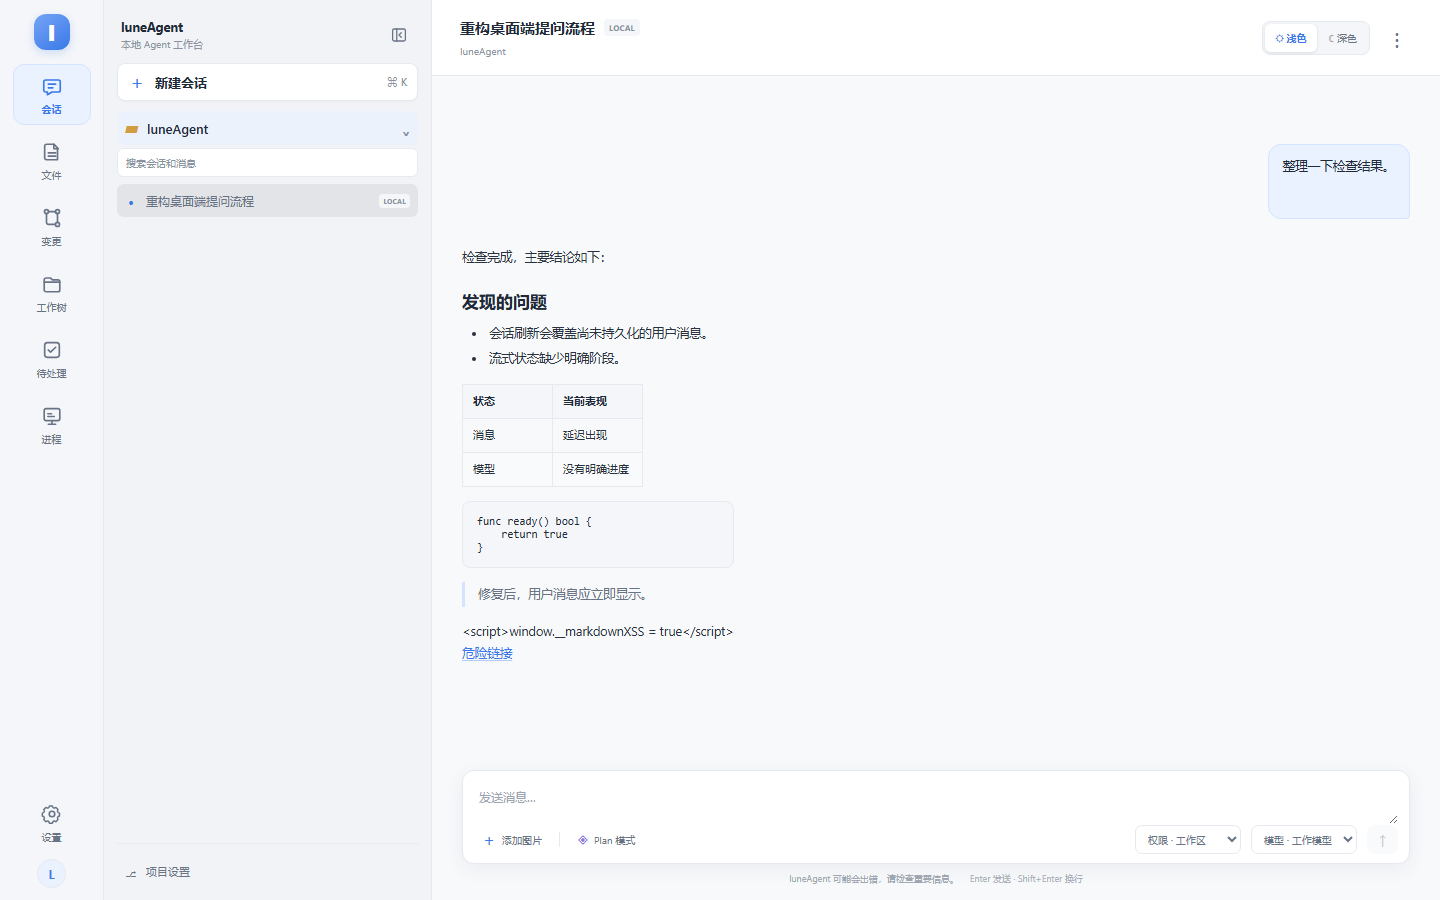 会话
文件
变更
工作树
待处理
进程
设置
L
luneAgent
本地 Agent 工作台
+ 新建会话 ⌘ K
luneAgent
搜索会话和消息
重构桌面端提问流程 LOCAL
项目设置
重构桌面端提问流程 LOCAL
luneAgent
浅色 深色
整理一下检查结果。
检查完成，主要结论如下：
发现的问题
• 会话刷新会覆盖尚未持久化的用户消息。
• 流式状态缺少明确阶段。
状态 当前表现
消息 延迟出现
模型 没有明确进度
func ready() bool {
    return true
}
修复后，用户消息应立即显示。
<script>window.__markdownXSS = true</script>
危险链接
发送消息...
+ 添加图片 Plan 模式 权限 · 工作区 模型 · 工作模型
luneAgent 可能会出错，请检查重要信息。 Enter 发送 · Shift+Enter 换行